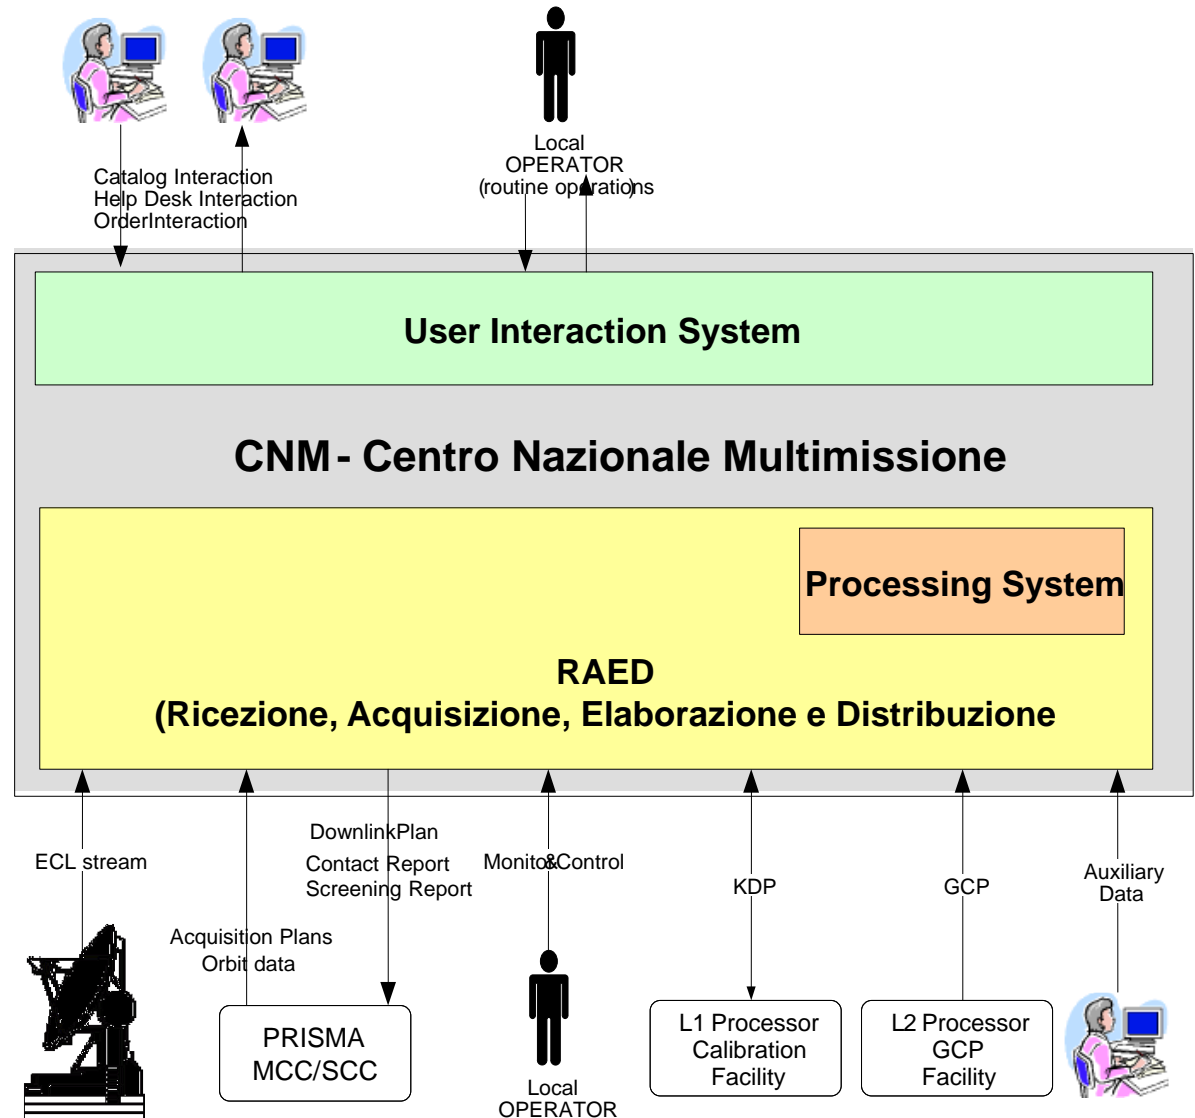 Local
OPERATOR
(routine operations)
Catalog Interaction
Help Desk Interaction
OrderInteraction
User Interaction System
CNM - Centro Nazionale Multimissione
Processing System
RAED
(Ricezione, Acquisizione, Elaborazione e Distribuzione
ECL stream
DownlinkPlan
Contact Report
Screening Report
Acquisition Plans
Orbit data
Monito&Control
KDP
GCP
Auxiliary
Data
PRISMA
MCC/SCC
Local
OPERATOR
L1 Processor
Calibration
Facility
L2 Processor
GCP
Facility